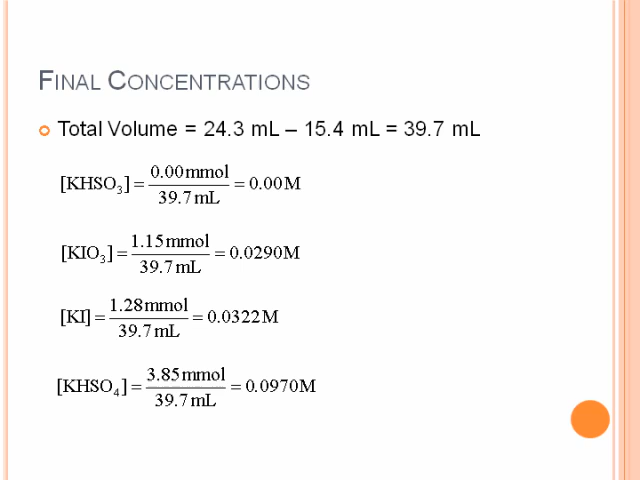 FINAL CONCENTRATIONS
Total Volume = 24.3 mL – 15.4 mL = 39.7 mL
[KHSO₃] = 0.00 mmol / 39.7 mL = 0.00 M
[KIO₃] = 1.15 mmol / 39.7 mL = 0.0290 M
[KI] = 1.28 mmol / 39.7 mL = 0.0322 M
[KHSO₄] = 3.85 mmol / 39.7 mL = 0.0970 M